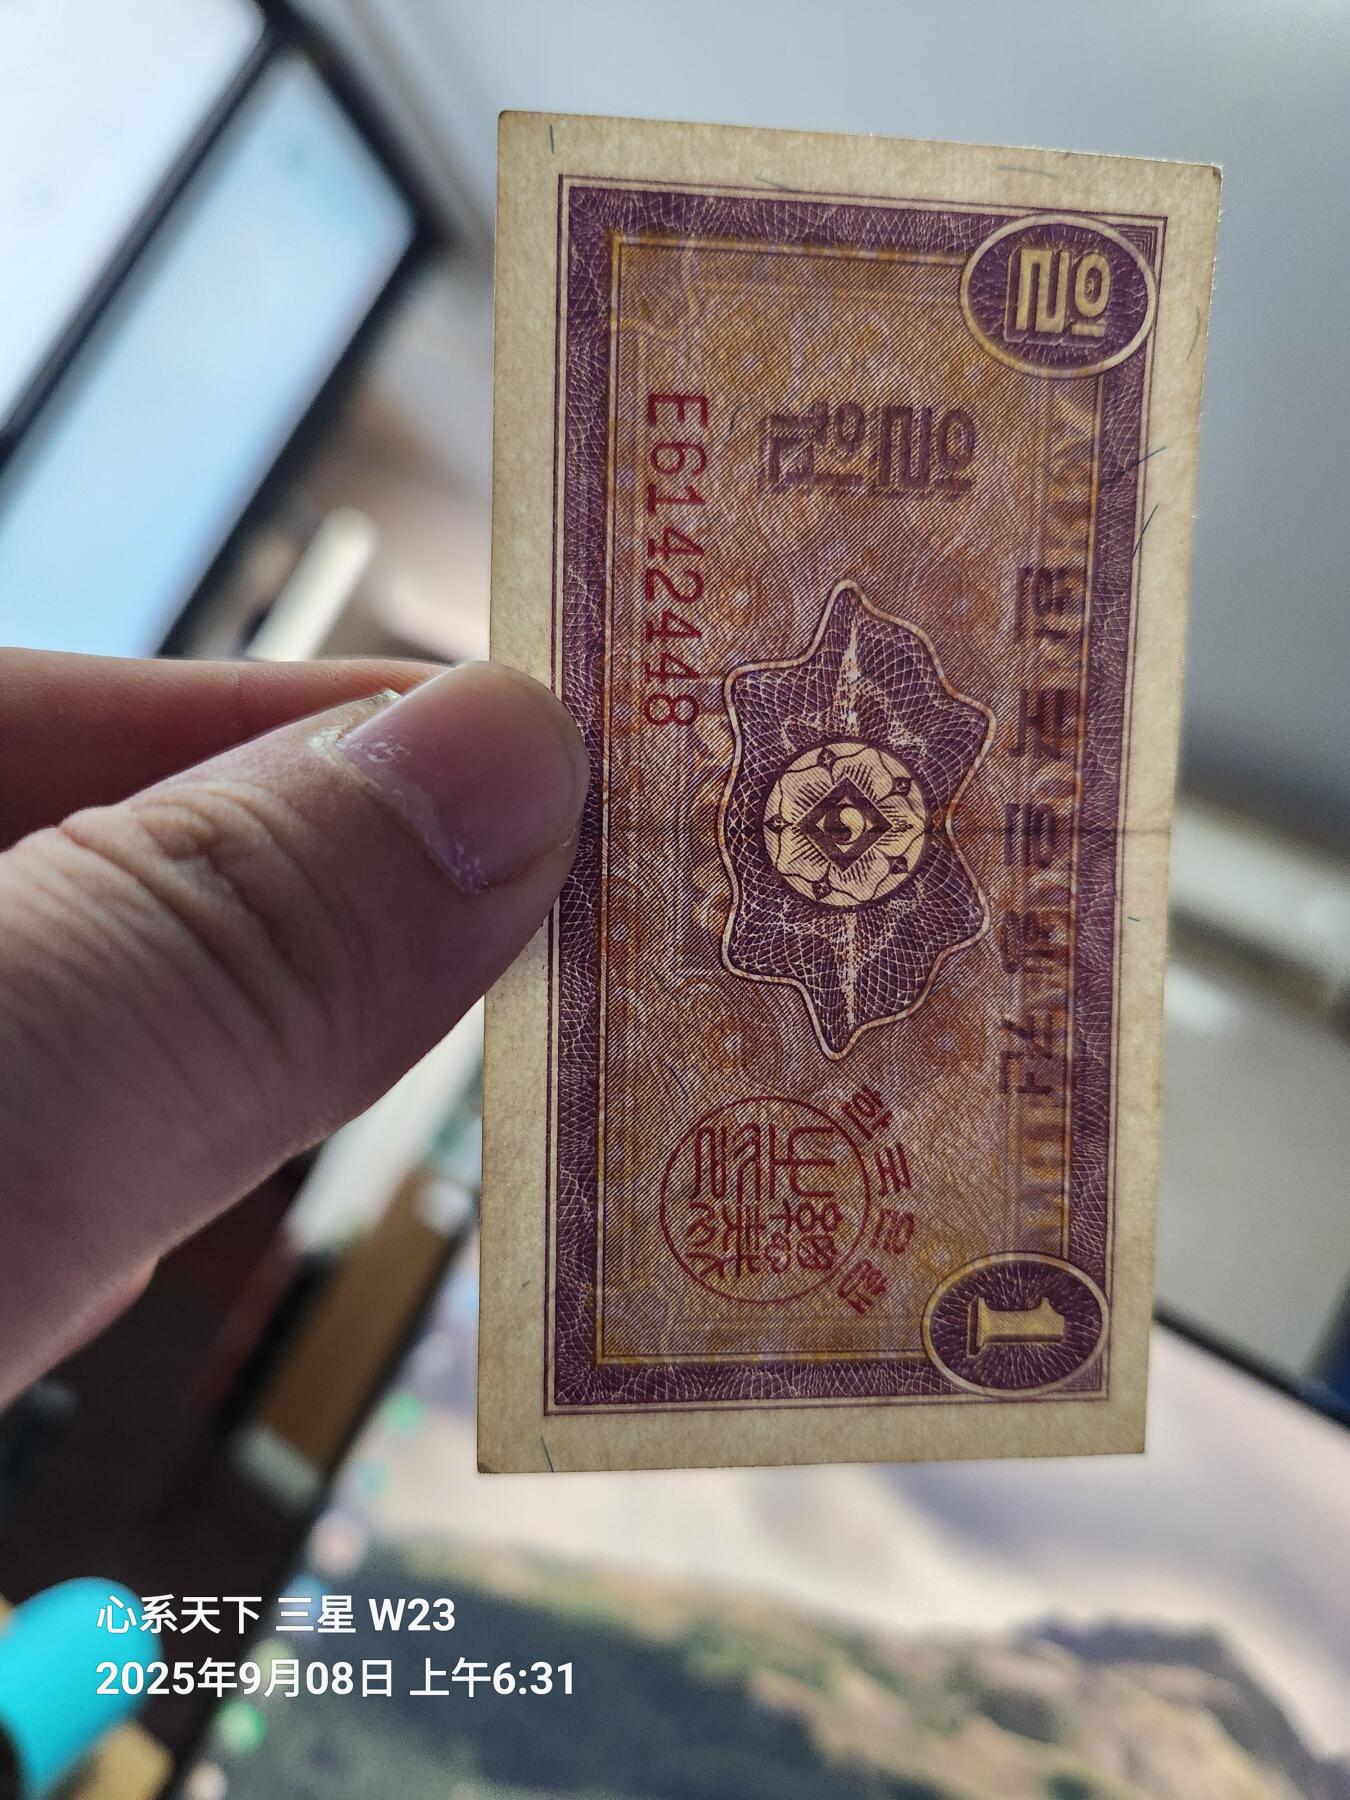 한국은행권
일
일원
E6142448
한국은행
1
心系天下 三星 W23
2025年9月08日 上午6:31